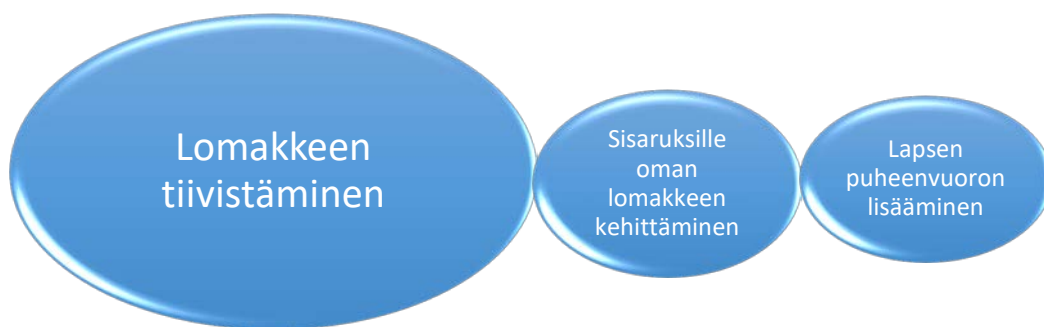 Lomakkeen
tiivistäminen
Sisaruksille
oman
lomakkeen
kehittäminen
Lapsen
puheenvuoron
lisääminen